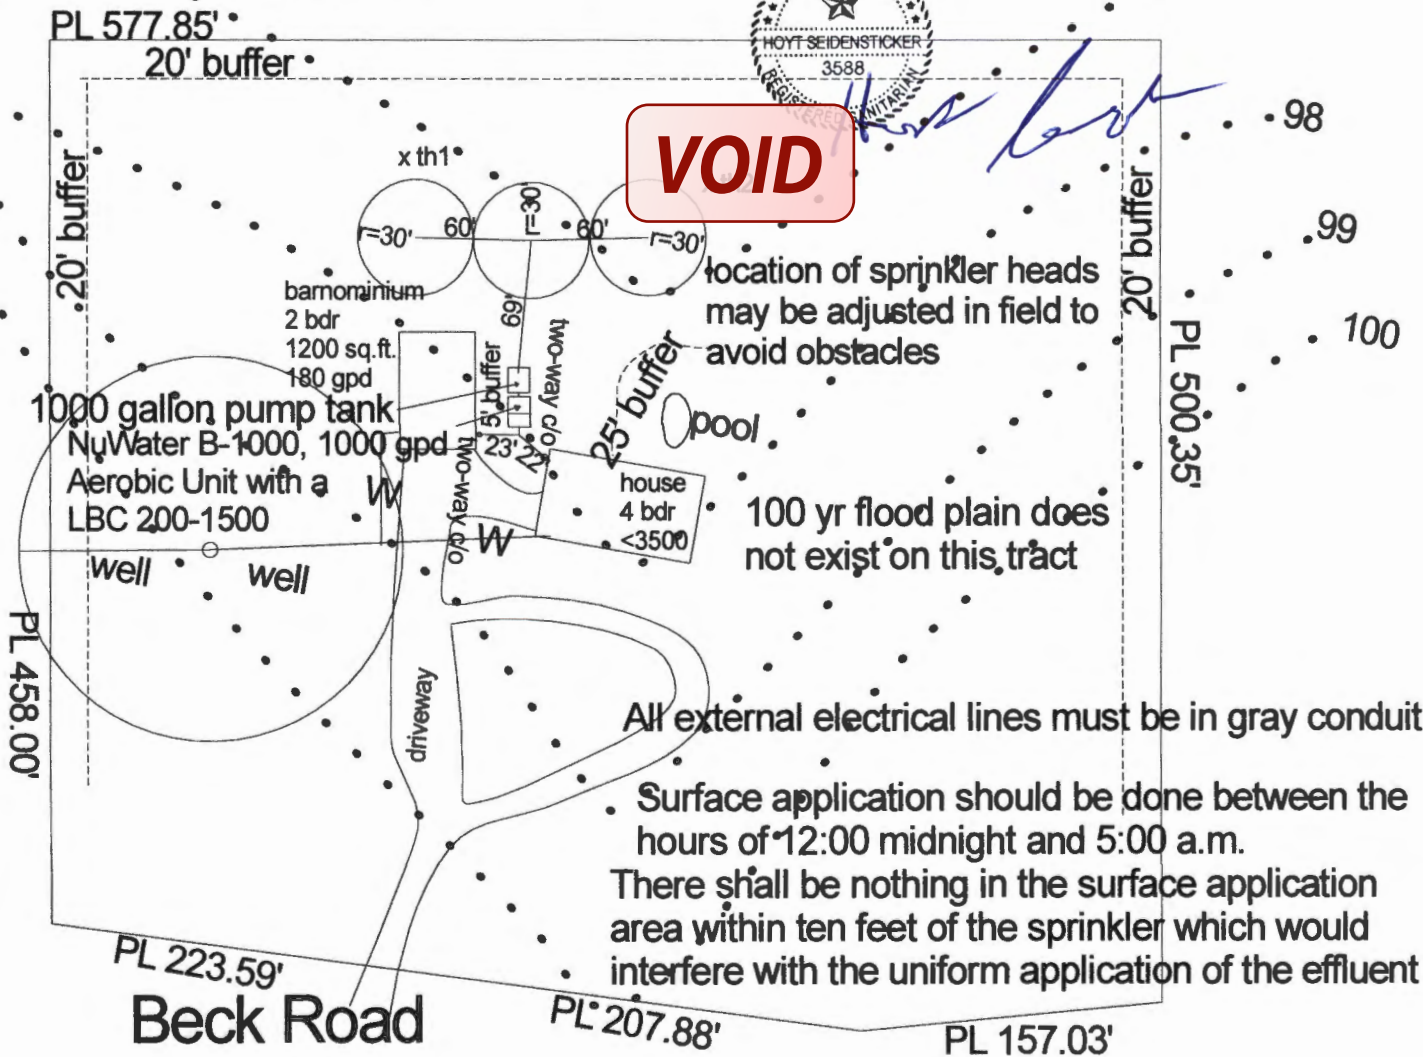 PL 577.85'
20' buffer
HOYT SEIDENSTICKER
3588
REGISTERED SANITARIAN
VOID
98
99
100
20' buffer
20' buffer
x th1
r=30'
60'
r=30'
60'
r=30'
69'
location of sprinkler heads
may be adjusted in field to
avoid obstacles
barnominium
2 bdr
1200 sq.ft.
180 gpd
1000 gallon pump tank
NuWater B-1000, 1000 gpd
Aerobic Unit with a
LBC 200-1500
5' buffer
two-way c/o
two-way c/o
23'
22'
25' buffer
pool
house
4 bdr
<3500
W
W
well
well
100 yr flood plain does
not exist on this tract
PL 500.35'
PL 458.00'
driveway
All external electrical lines must be in gray conduit
Surface application should be done between the
hours of 12:00 midnight and 5:00 a.m.
There shall be nothing in the surface application
area within ten feet of the sprinkler which would
interfere with the uniform application of the effluent
PL 223.59'
Beck Road
PL 207.88'
PL 157.03'